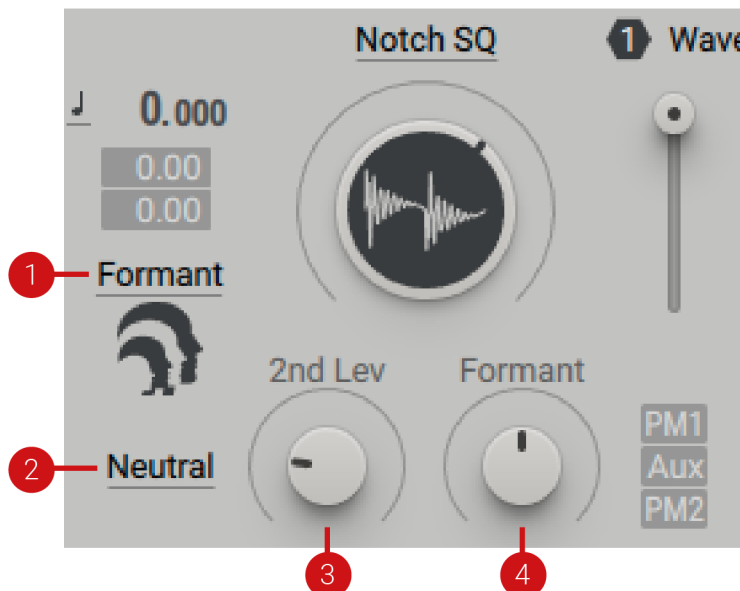 Notch SQ
1 Wave
♩ 0.000
0.00
0.00
1 Formant
2nd Lev Formant
2 Neutral
PM1
Aux
PM2
3 4